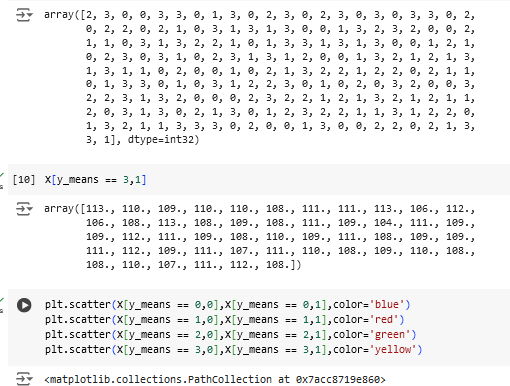 array([2, 3, 0, 0, 3, 3, 0, 1, 3, 0, 2, 3, 0, 2, 3, 0, 3, 0, 3, 3, 0, 2,
0, 2, 2, 0, 2, 1, 0, 3, 1, 3, 1, 3, 0, 0, 1, 3, 2, 3, 2, 0, 0, 2,
1, 1, 0, 3, 1, 3, 1, 2, 2, 1, 0, 1, 3, 3, 1, 3, 1, 3, 0, 0, 1, 2, 1,
0, 2, 3, 0, 3, 1, 0, 2, 1, 3, 0, 1, 2, 1, 1, 3, 1, 2, 2, 2, 1, 3,
1, 3, 1, 1, 0, 2, 0, 0, 1, 0, 2, 1, 3, 2, 2, 1, 2, 2, 0, 2, 1, 1,
0, 1, 3, 3, 0, 1, 0, 3, 2, 2, 3, 0, 1, 0, 2, 0, 3, 2, 0, 0, 3,
2, 2, 3, 1, 3, 2, 0, 0, 0, 2, 3, 2, 2, 1, 2, 1, 3, 2, 1, 2, 1, 1,
2, 0, 3, 1, 3, 0, 1, 2, 3, 0, 1, 2, 3, 2, 2, 1, 1, 3, 1, 2, 2, 0,
1, 3, 2, 1, 1, 3, 3, 3, 0, 2, 0, 0, 1, 3, 0, 0, 2, 2, 0, 2, 1, 3,
3, 1], dtype=int32)
[10] X[y_means == 3,1]
array([113., 110., 109., 110., 110., 108., 111., 111., 113., 106., 112.,
106., 108., 113., 108., 109., 108., 111., 109., 104., 111., 109.,
109., 112., 111., 109., 108., 110., 109., 111., 108., 109., 109.,
111., 112., 109., 111., 107., 111., 110., 108., 109., 110., 108.,
108., 110., 107., 111., 112., 108.])
plt.scatter(X[y_means == 0,0],X[y_means == 0,1],color='blue')
plt.scatter(X[y_means == 1,0],X[y_means == 1,1],color='red')
plt.scatter(X[y_means == 2,0],X[y_means == 2,1],color='green')
plt.scatter(X[y_means == 3,0],X[y_means == 3,1],color='yellow')
<matplotlib.collections.PathCollection at 0x7acc8719e860>